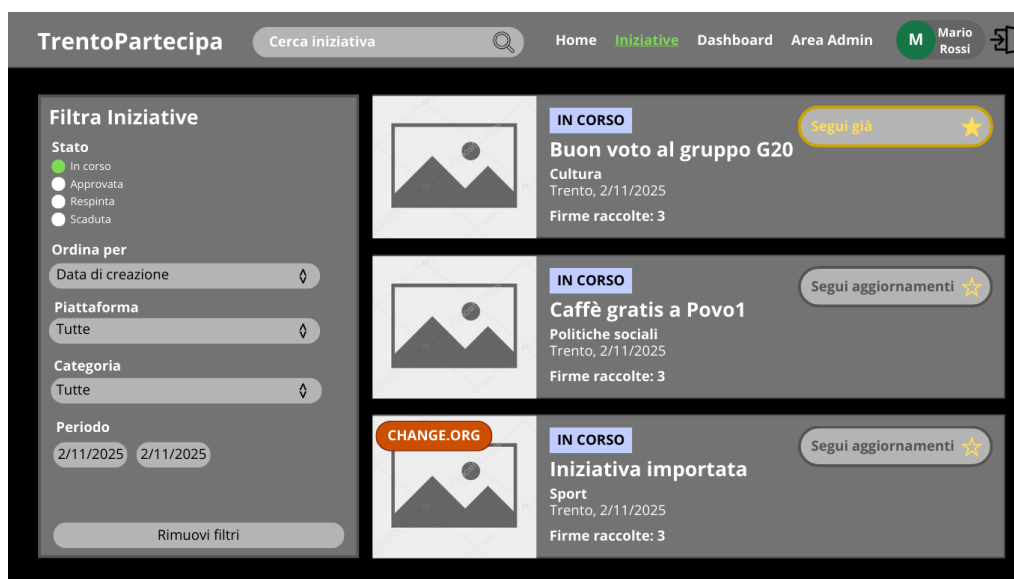 TrentoPartecipa
Cerca iniziativa
Home Iniziative Dashboard Area Admin
M
Mario
Rossi
Filtra Iniziative
Stato
In corso
Approvata
Respinta
Scaduta
Ordina per
Data di creazione
Piattaforma
Tutte
Categoria
Tutte
Periodo
2/11/2025 2/11/2025
Rimuovi filtri
IN CORSO
Segui già
Buon voto al gruppo G20
Cultura
Trento, 2/11/2025
Firme raccolte: 3
IN CORSO
Segui aggiornamenti
Caffè gratis a Povo1
Politiche sociali
Trento, 2/11/2025
Firme raccolte: 3
CHANGE.ORG
IN CORSO
Segui aggiornamenti
Iniziativa importata
Sport
Trento, 2/11/2025
Firme raccolte: 3